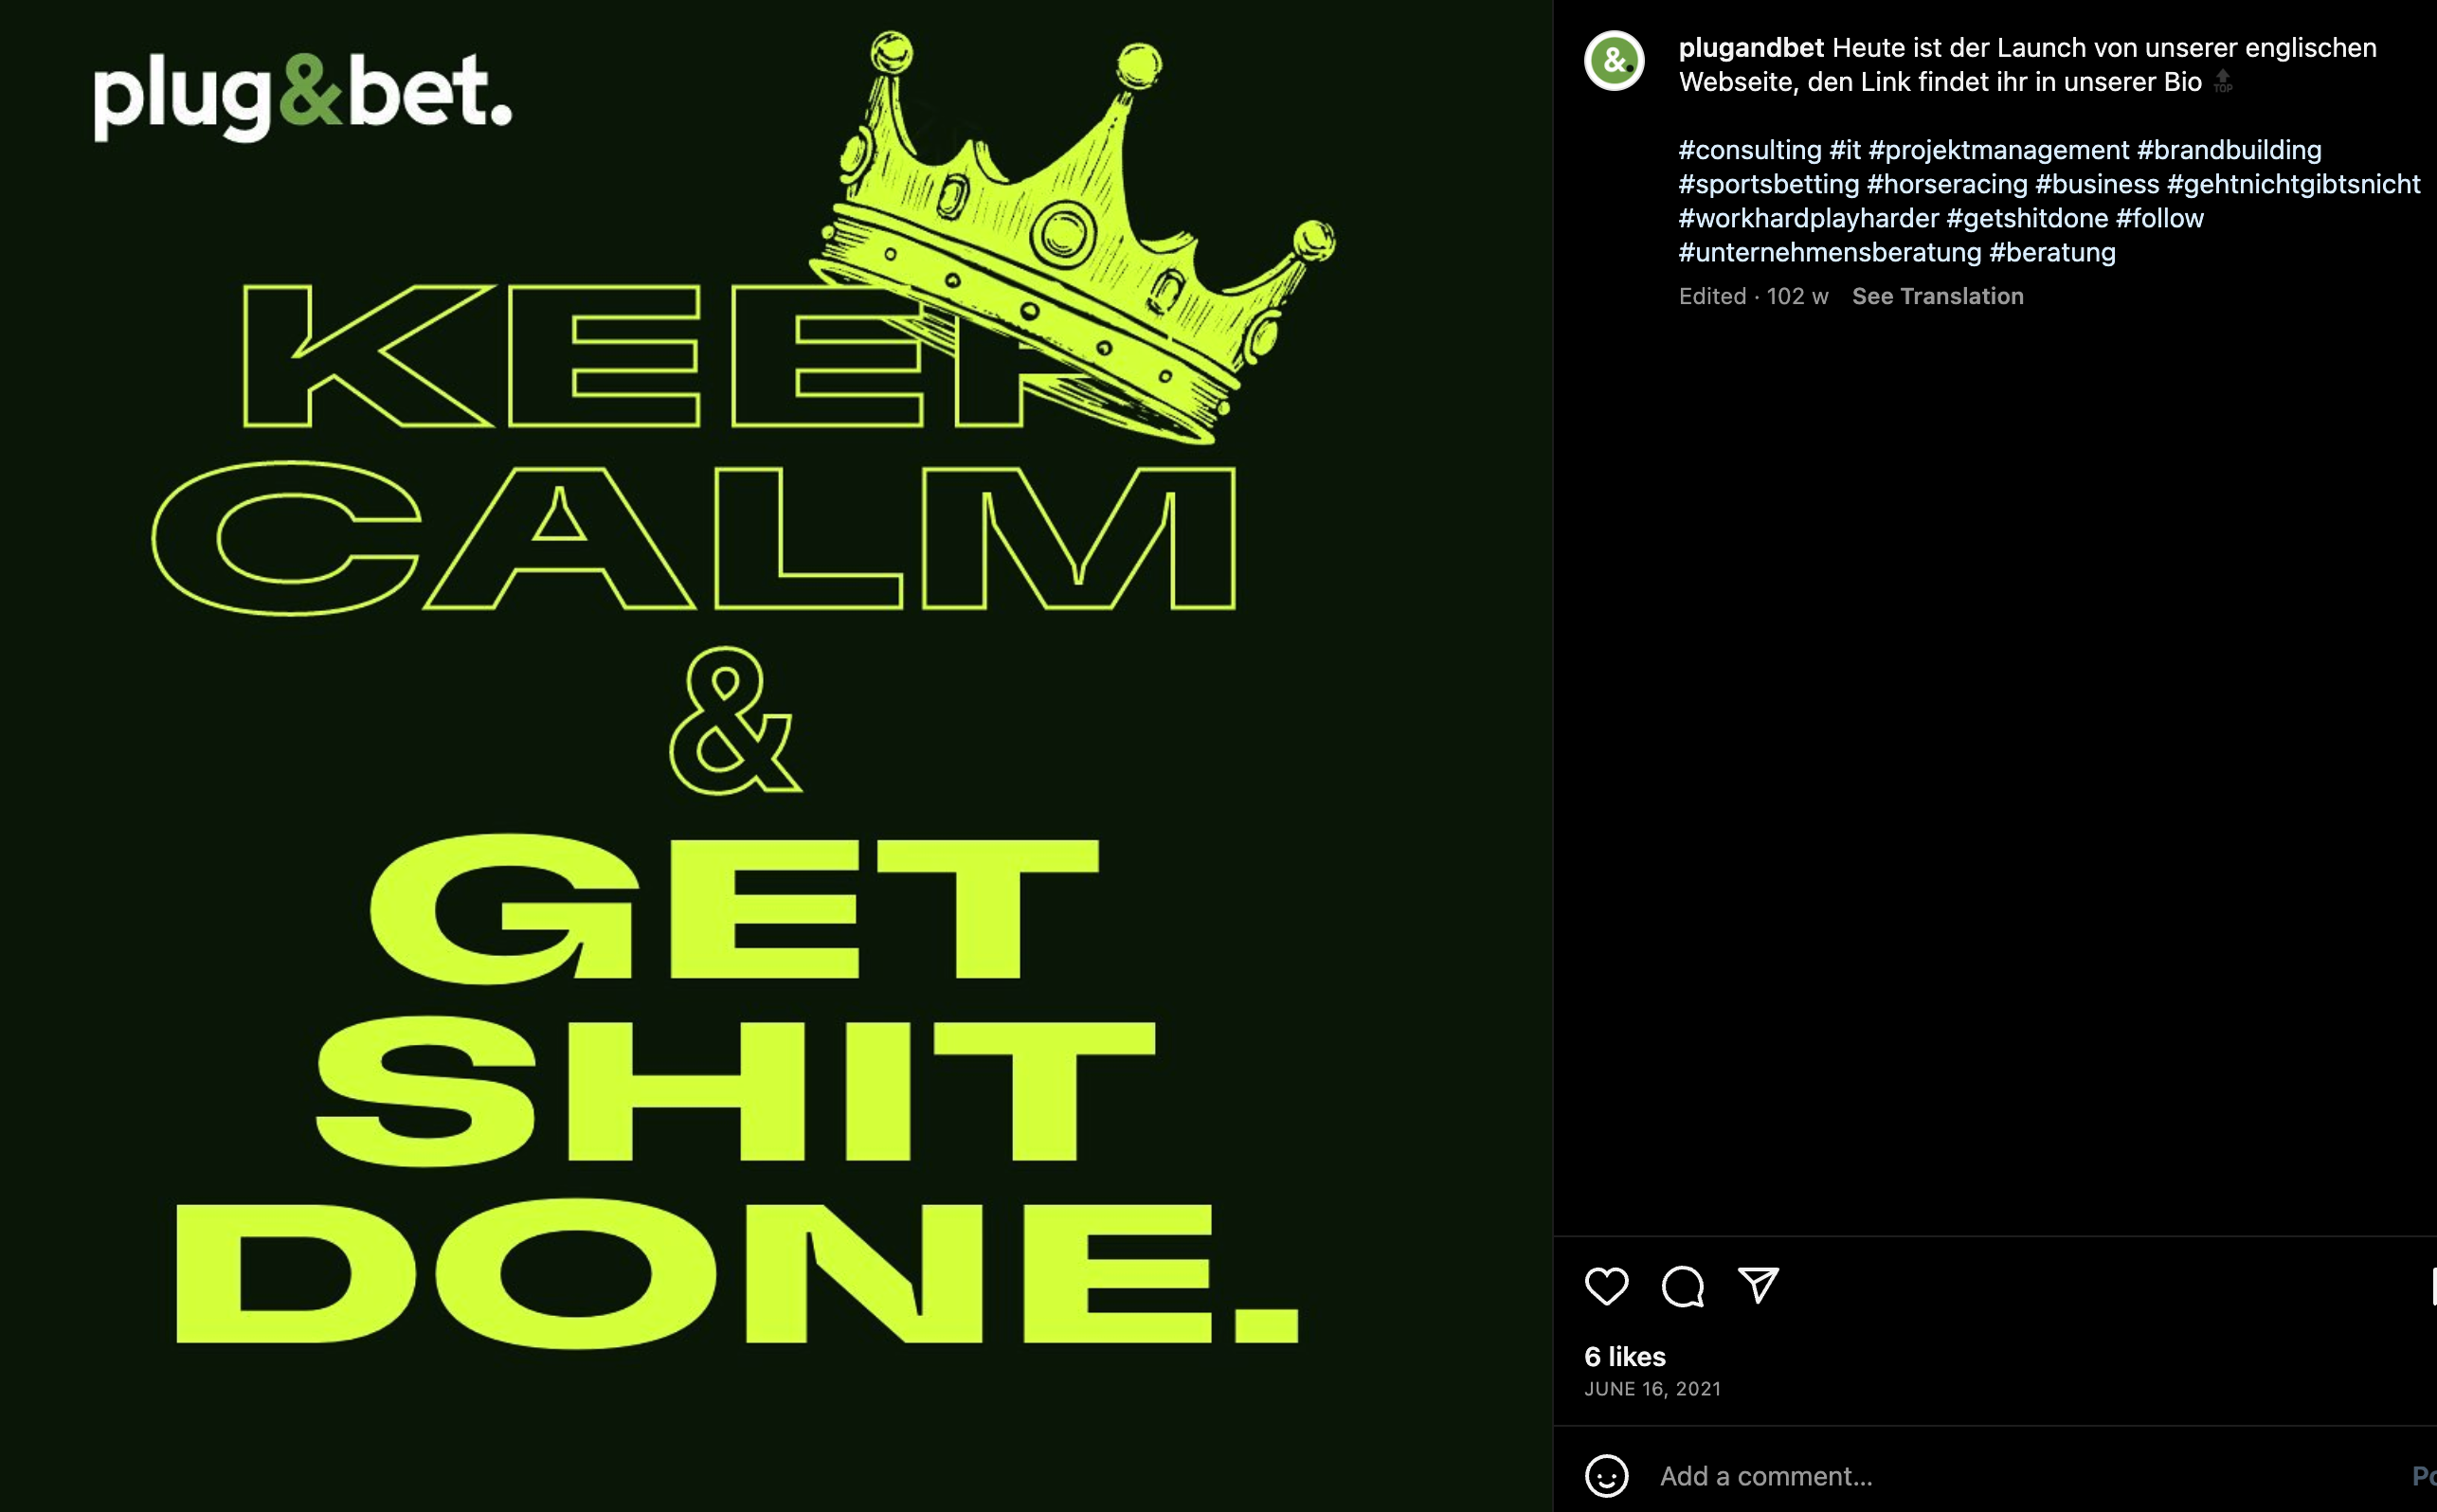 plug&bet.
KEEP
CALM
&
GET
SHIT
DONE.
plugandbet Heute ist der Launch von unserer englischen
Webseite, den Link findet ihr in unserer Bio 🔝
#consulting #it #projektmanagement #brandbuilding
#sportsbetting #horseracing #business #gehtnichtgibtsnicht
#workhardplayharder #getshitdone #follow
#unternehmensberatung #beratung
Edited · 102 w See Translation
6 likes
JUNE 16, 2021
Add a comment...